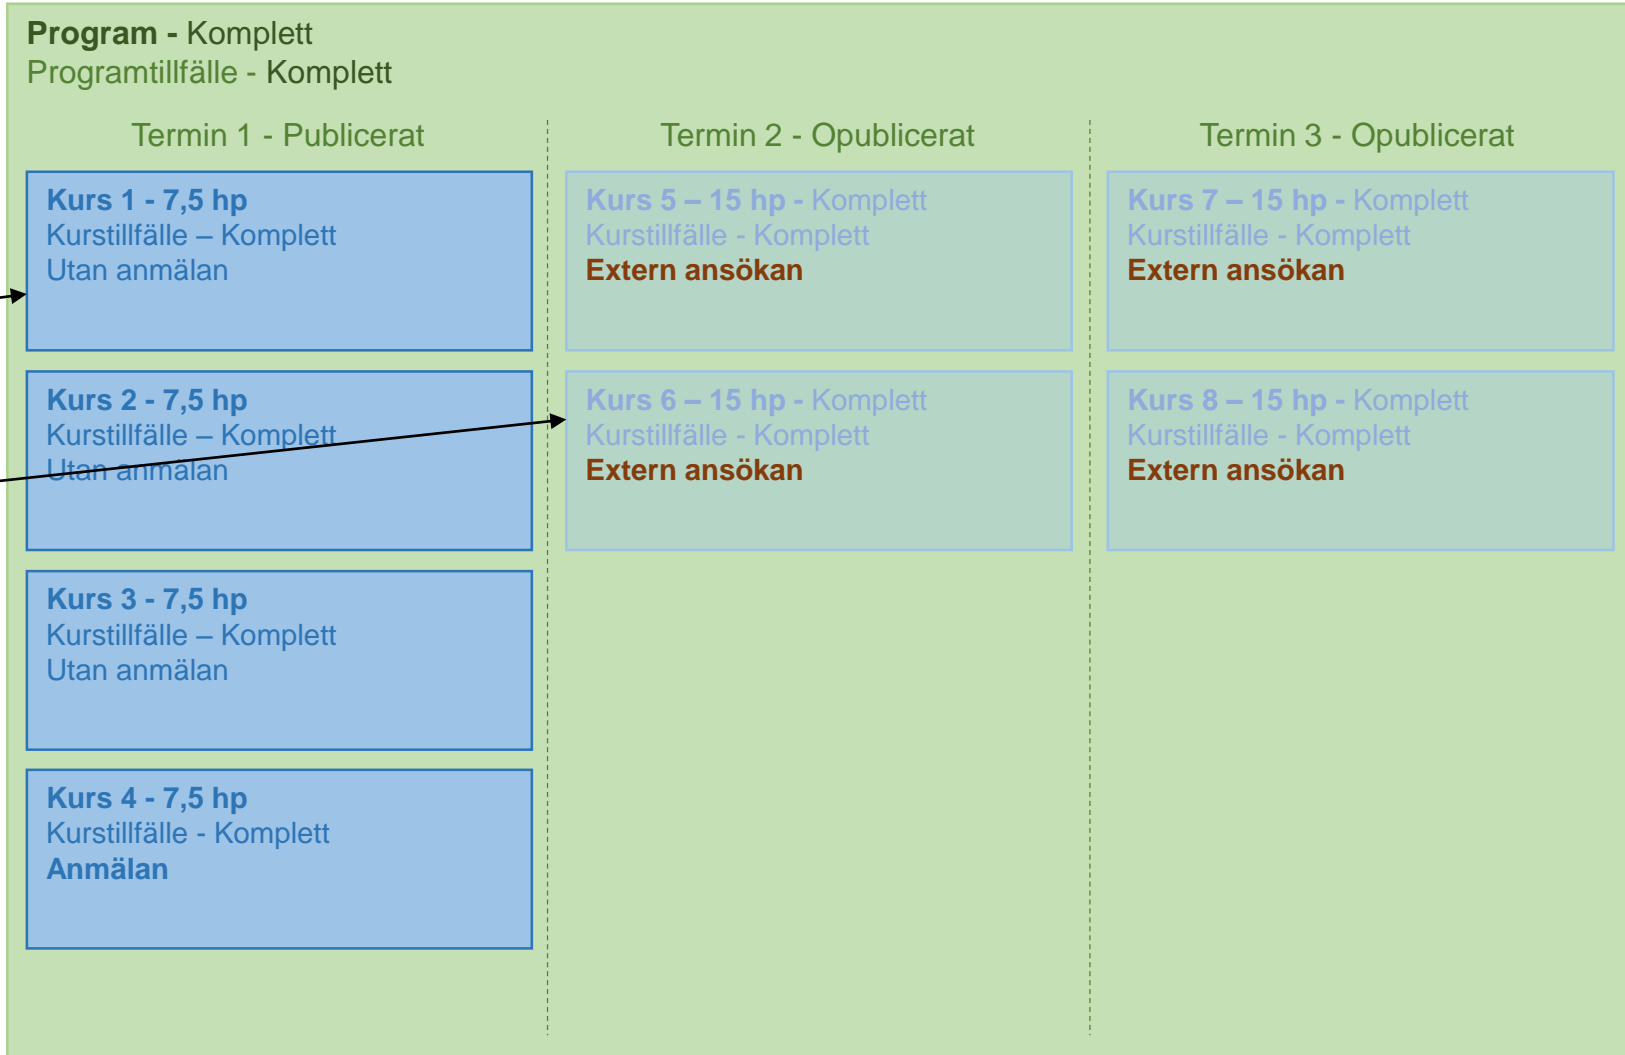 Program - Komplett
Programtillfälle - Komplett
Termin 1 - Publicerat
Kurs 1 - 7,5 hp
Kurstillfälle – Komplett
Utan anmälan
Kurs 2 - 7,5 hp
Kurstillfälle – Komplett
Utan anmälan
Kurs 3 - 7,5 hp
Kurstillfälle – Komplett
Utan anmälan
Kurs 4 - 7,5 hp
Kurstillfälle - Komplett
Anmälan
Termin 2 - Opublicerat
Kurs 5 – 15 hp - Komplett
Kurstillfälle - Komplett
Extern ansökan
Kurs 6 – 15 hp - Komplett
Kurstillfälle - Komplett
Extern ansökan
Termin 3 - Opublicerat
Kurs 7 – 15 hp - Komplett
Kurstillfälle - Komplett
Extern ansökan
Kurs 8 – 15 hp - Komplett
Kurstillfälle - Komplett
Extern ansökan